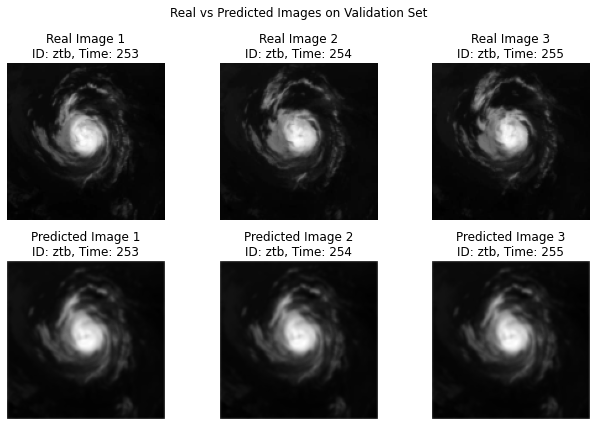 Real vs Predicted Images on Validation Set
Real Image 1
ID: ztb, Time: 253
Real Image 2
ID: ztb, Time: 254
Real Image 3
ID: ztb, Time: 255
Predicted Image 1
ID: ztb, Time: 253
Predicted Image 2
ID: ztb, Time: 254
Predicted Image 3
ID: ztb, Time: 255